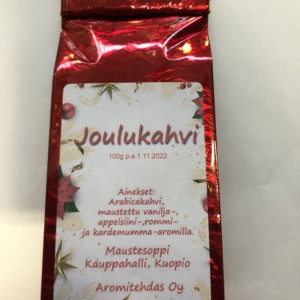 Joulukahvi
100g p.e.1.11.2022
Ainekset:
Arabicakahvi,
maustettu vanilja-,
appelsiini-,rommi-
ja kardemumma-aromilla.
Maustesoppi
Kauppahalli, Kuopio
Aromitehdas Oy